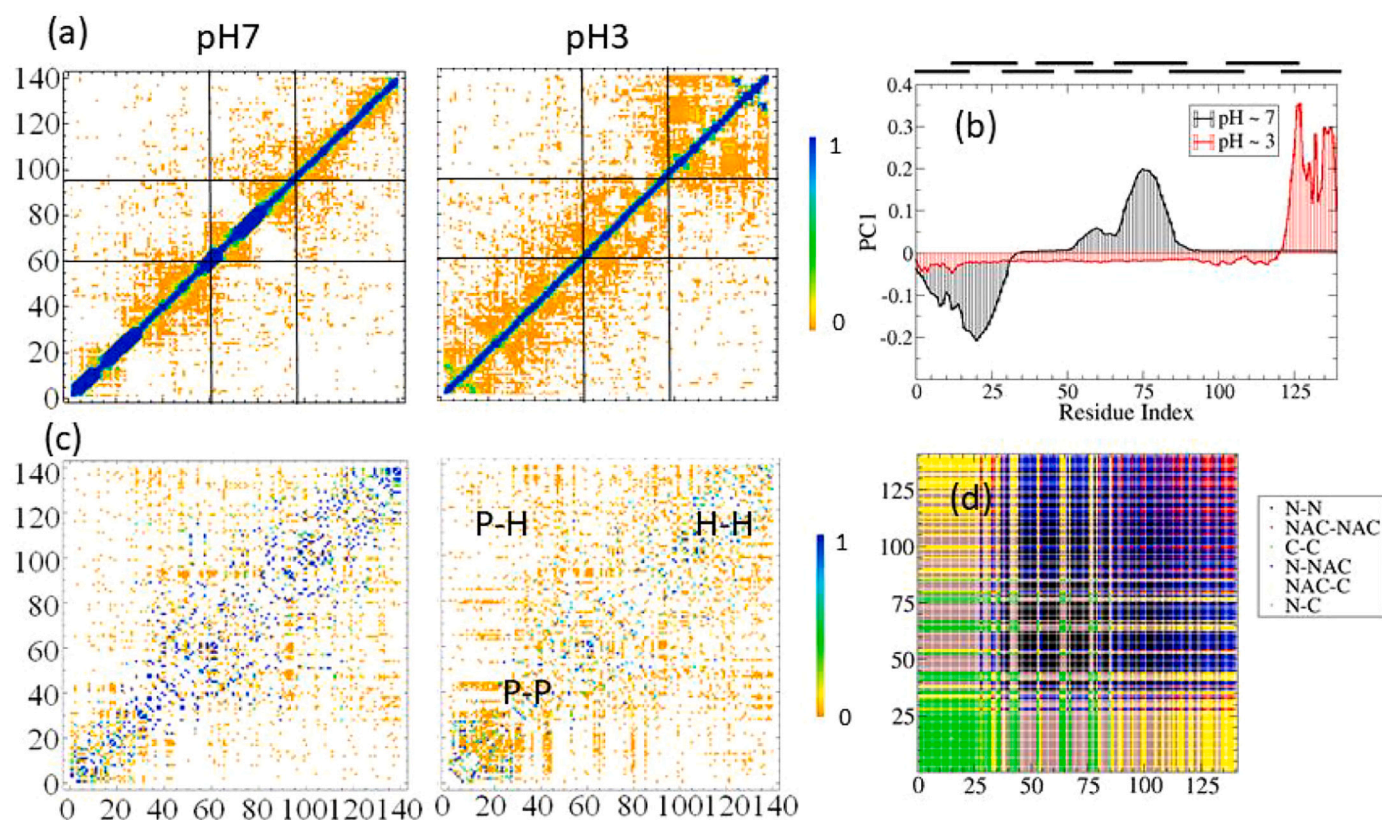 (a) pH7 pH3
140
120
100
80
60
40
20
0
1
0
(b)
pH ~ 7
pH ~ 3
0.4
0.3
0.2
0.1
0
-0.1
-0.2
PC1
0 25 50 75 100 125
Residue Index
(c)
140
120
100
80
60
40
20
0
0 20 40 60 80 100 120 140
P-H H-H
P-P
0 20 40 60 80 100 120 140
1
0
(d)
125
100
75
50
25
0 25 50 75 100 125
N-N
NAC-NAC
C-C
N-NAC
NAC-C
N-C